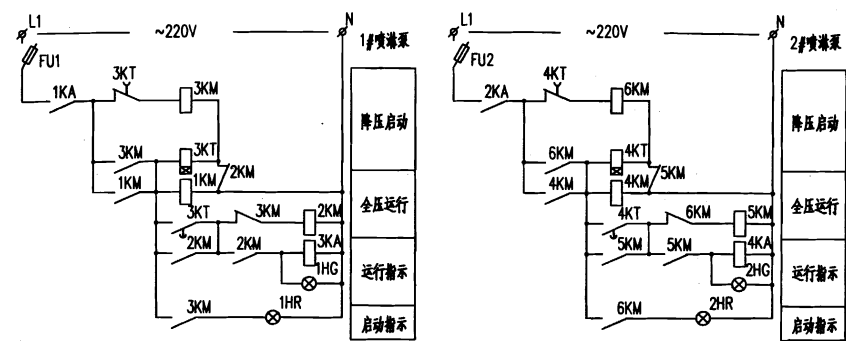 L1
~220V
N
1#喷淋泵
FU1
3KT
1KA
3KM
降压启动
3KM
3KT
2KM
1KM
1KM
全压运行
3KT
3KM
2KM
2KM
2KM
3KA
1HG
运行指示
3KM
1HR
启动指示
L1
~220V
N
2#喷淋泵
FU2
4KT
2KA
6KM
降压启动
6KM
4KT
5KM
4KM
4KM
全压运行
4KT
6KM
5KM
5KM
5KM
4KA
2HG
运行指示
6KM
2HR
启动指示